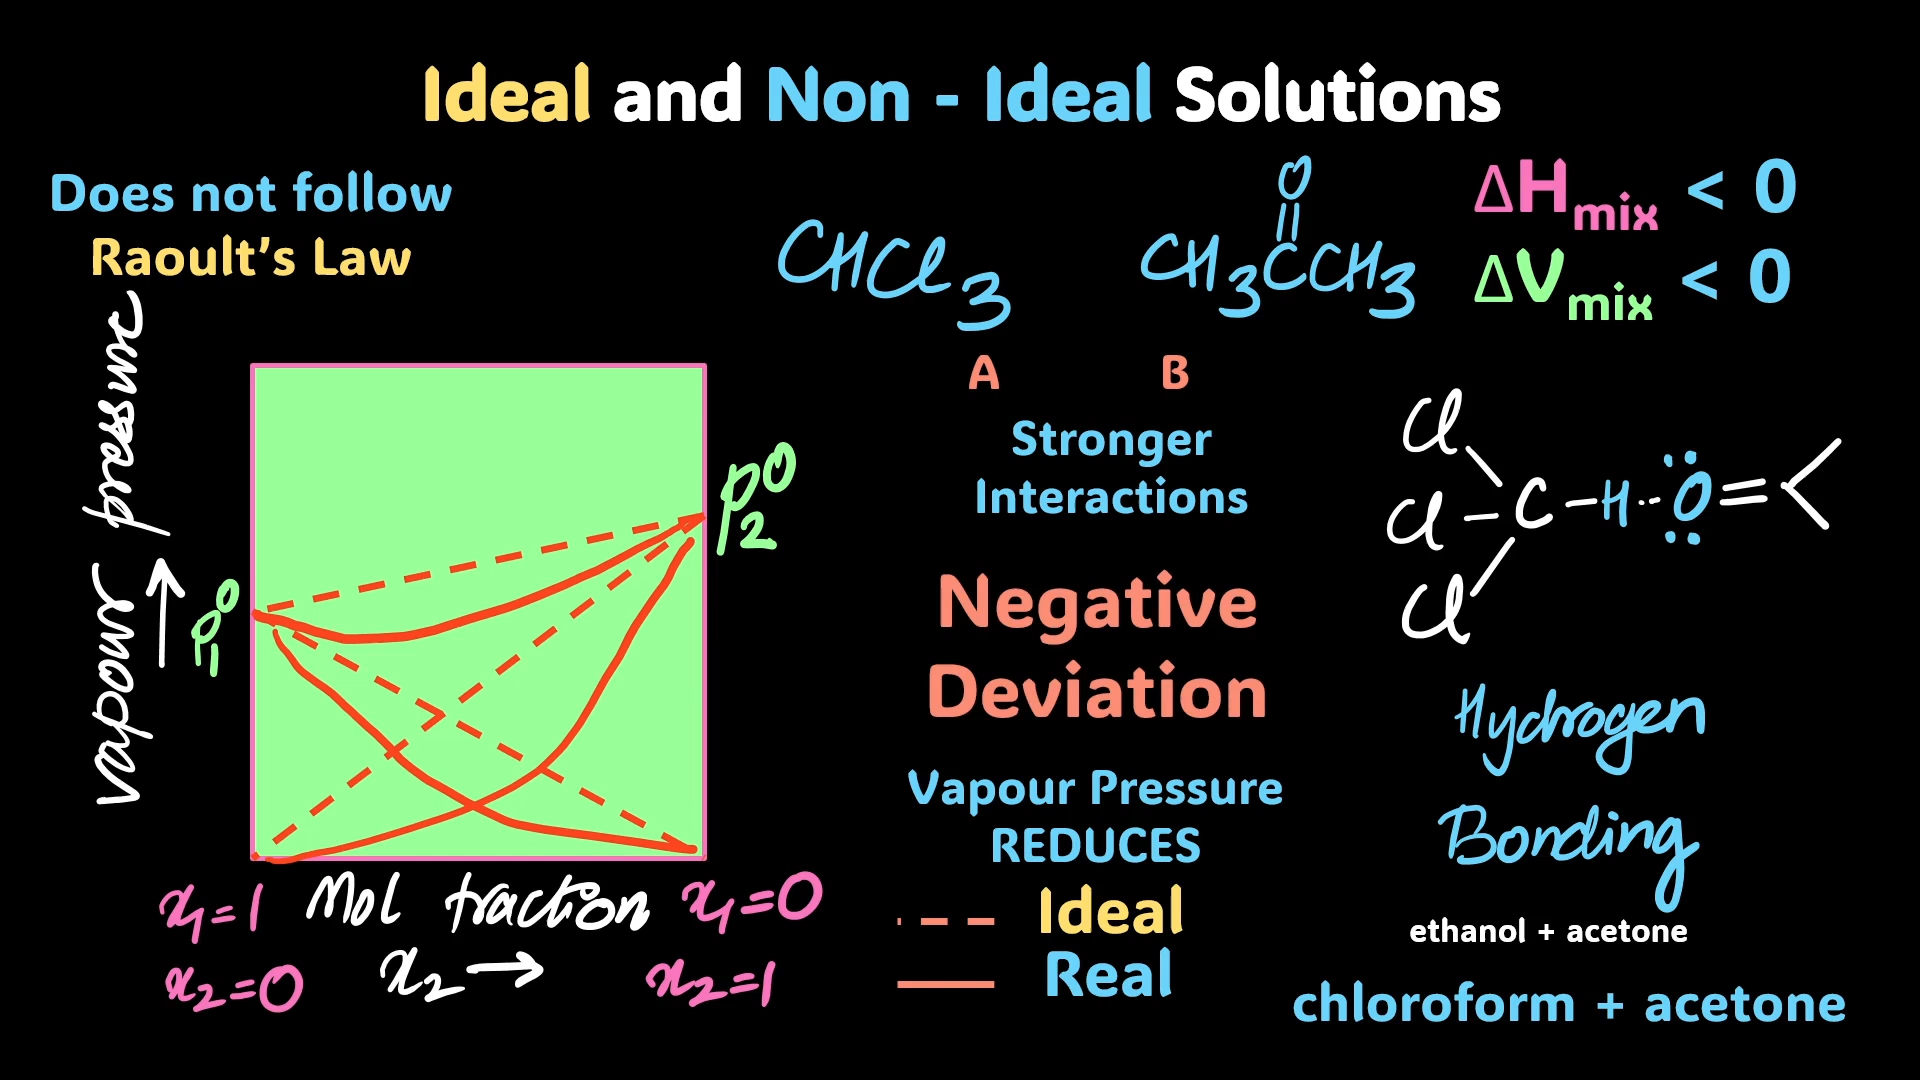 Ideal and Non - Ideal Solutions
Does not follow
Raoult's Law
CHCl3
O
CH3CCH3
A
B
ΔHmix < 0
ΔVmix < 0
Stronger
Interactions
Negative
Deviation
Vapour Pressure
REDUCES
Ideal
Real
vapour pressure
p1⁰
p2⁰
x1=1 Mol fraction x1=0
x2=0 x2→ x2=1
Cl
Cl – C – H ·· O =
Cl
Hydrogen
Bonding
ethanol + acetone
chloroform + acetone